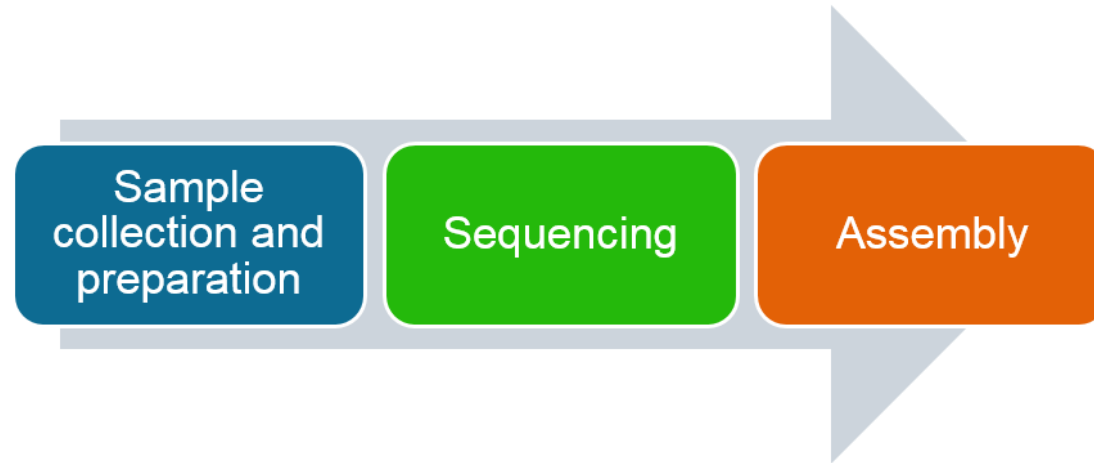 Sample
collection and
preparation
Sequencing
Assembly